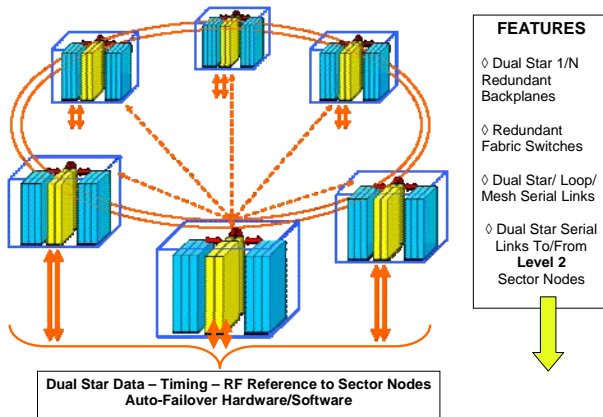 FEATURES
◊ Dual Star 1/N
Redundant
Backplanes
◊ Redundant
Fabric Switches
◊ Dual Star/ Loop/
Mesh Serial Links
◊ Dual Star Serial
Links To/From
Level 2
Sector Nodes
Dual Star Data – Timing – RF Reference to Sector Nodes
Auto-Failover Hardware/Software